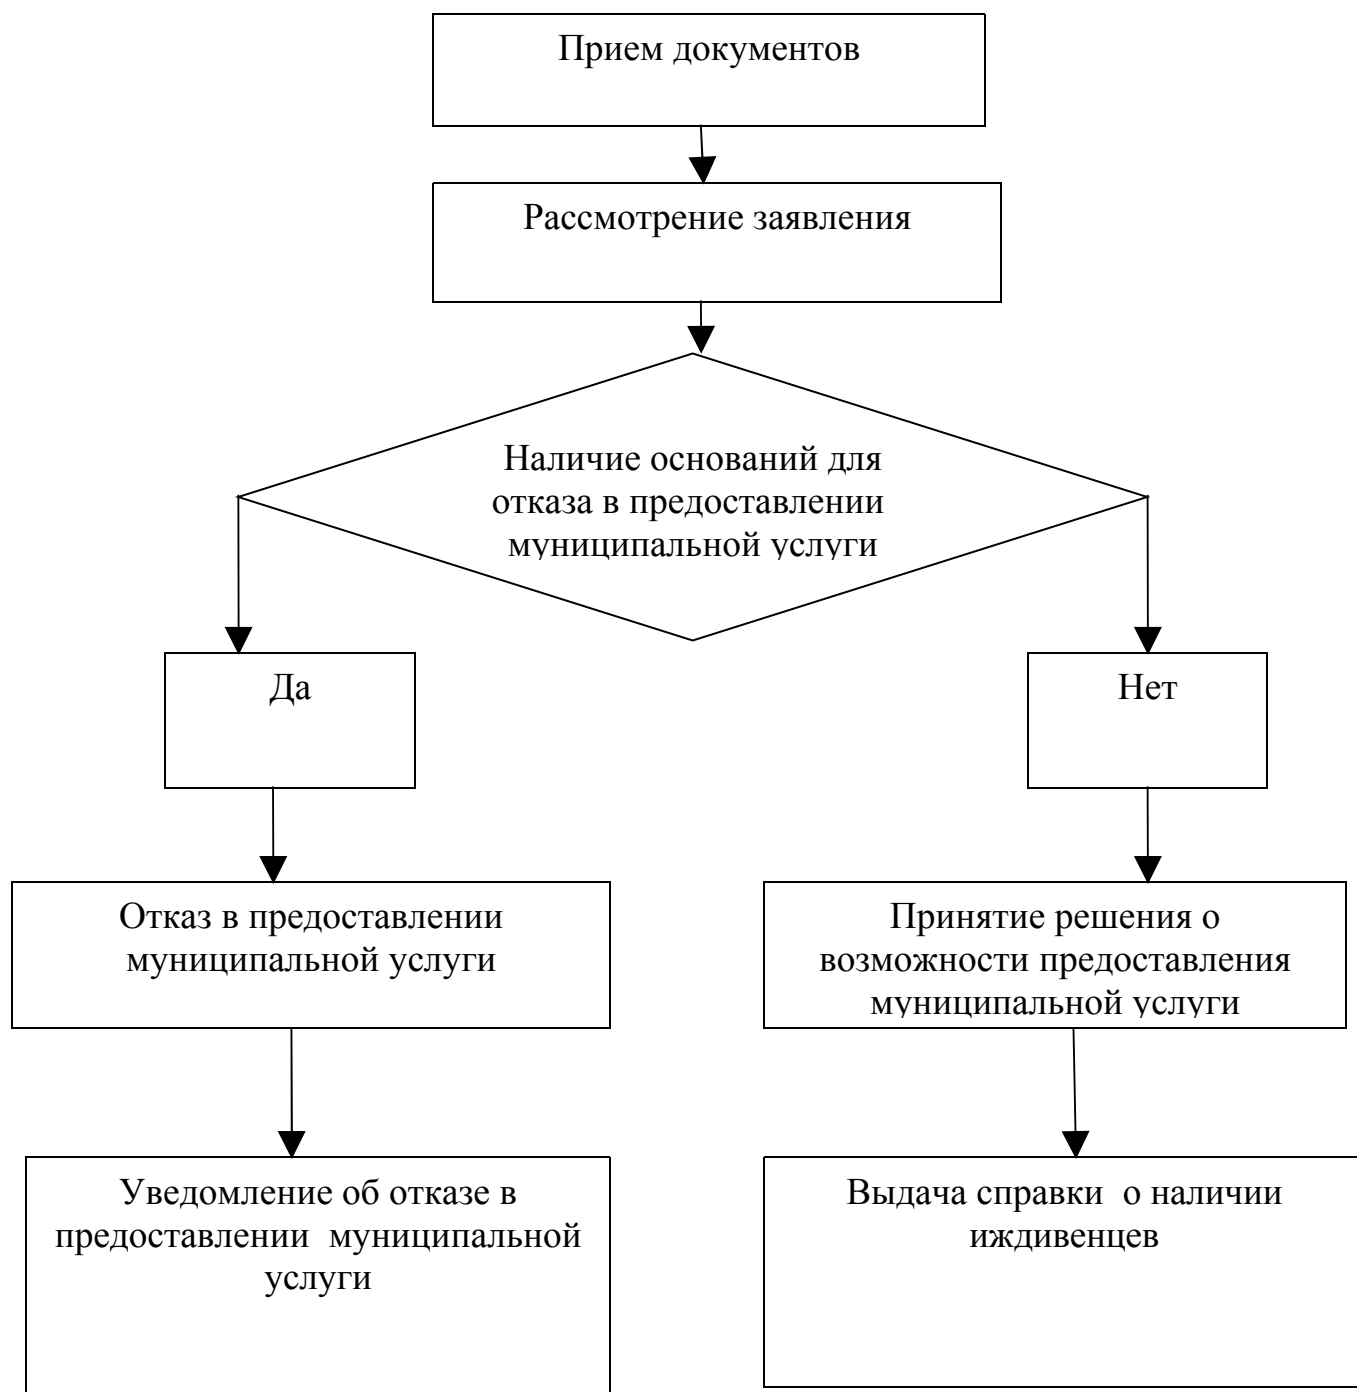 Прием документов
Рассмотрение заявления
Наличие оснований для
отказа в предоставлении
муниципальной услуги
Да
Нет
Отказ в предоставлении
муниципальной услуги
Принятие решения о
возможности предоставления
муниципальной услуги
Уведомление об отказе в
предоставлении муниципальной
услуги
Выдача справки о наличии
иждивенцев